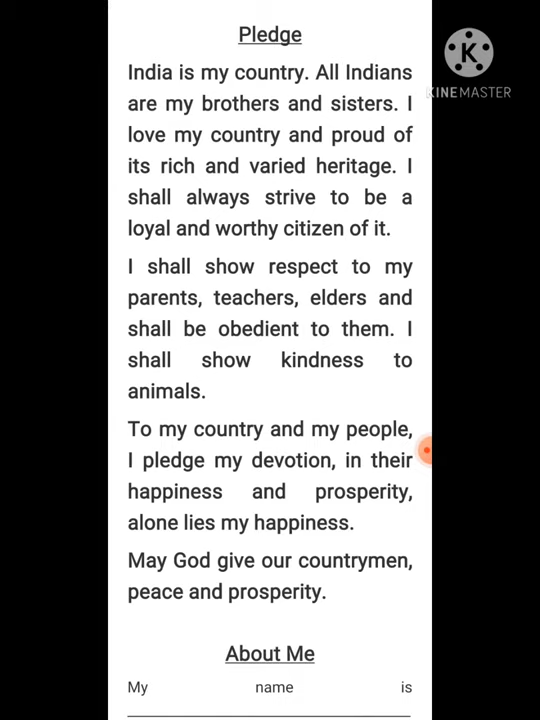 Pledge
India is my country. All Indians
are my brothers and sisters. I
love my country and proud of
its rich and varied heritage. I
shall always strive to be a
loyal and worthy citizen of it.
I shall show respect to my
parents, teachers, elders and
shall be obedient to them. I
shall show kindness to
animals.
To my country and my people,
I pledge my devotion, in their
happiness and prosperity,
alone lies my happiness.
May God give our countrymen,
peace and prosperity.
About Me
My name is
K
KINEMASTER